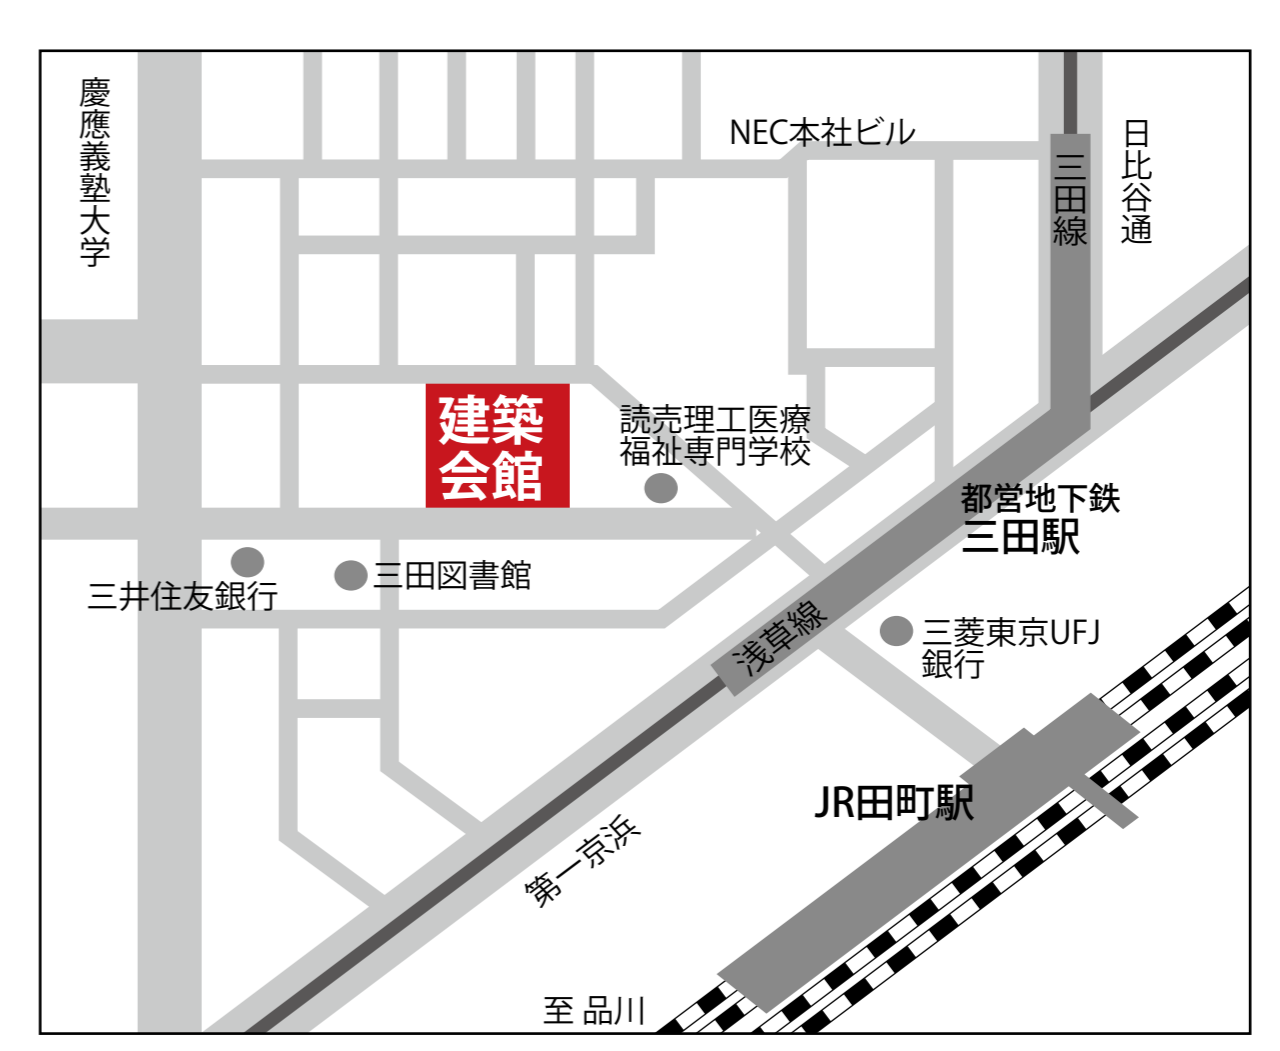 慶應義塾大学
NEC本社ビル
日比谷通
三田線
建築
会館
読売理工医療
福祉専門学校
都営地下鉄
三田駅
三井住友銀行
三田図書館
浅草線
三菱東京UFJ
銀行
JR田町駅
第一京浜
至 品川